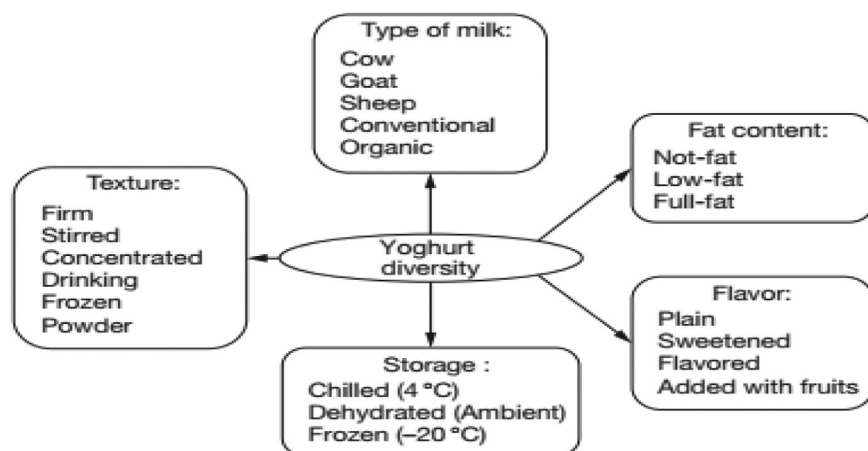 Type of milk:
Cow
Goat
Sheep
Conventional
Organic
Fat content:
Not-fat
Low-fat
Full-fat
Texture:
Firm
Stirred
Concentrated
Drinking
Frozen
Powder
Yoghurt
diversity
Flavor:
Plain
Sweetened
Flavored
Added with fruits
Storage :
Chilled (4 °C)
Dehydrated (Ambient)
Frozen (–20 °C)